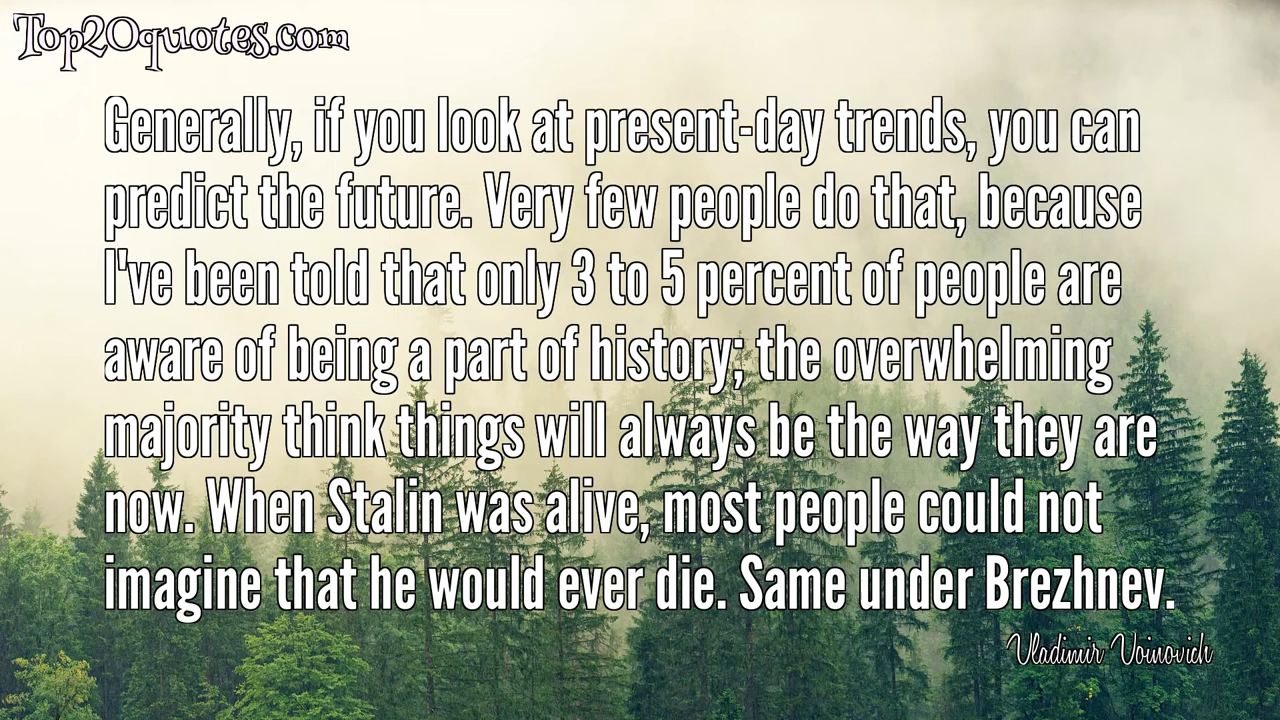 Top20quotes.com
Generally, if you look at present-day trends, you can
predict the future. Very few people do that, because
I've been told that only 3 to 5 percent of people are
aware of being a part of history; the overwhelming
majority think things will always be the way they are
now. When Stalin was alive, most people could not
imagine that he would ever die. Same under Brezhnev.
Vladimir Voinovich